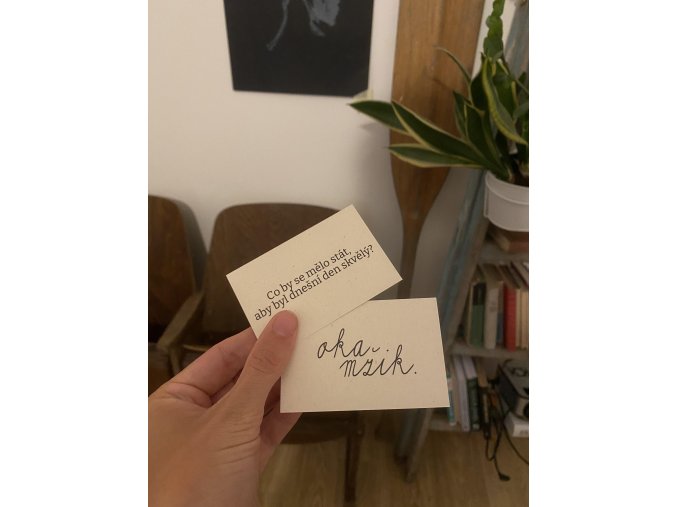 Co by se mělo stát,
aby byl dnešní den skvělý?
oka
mžik.